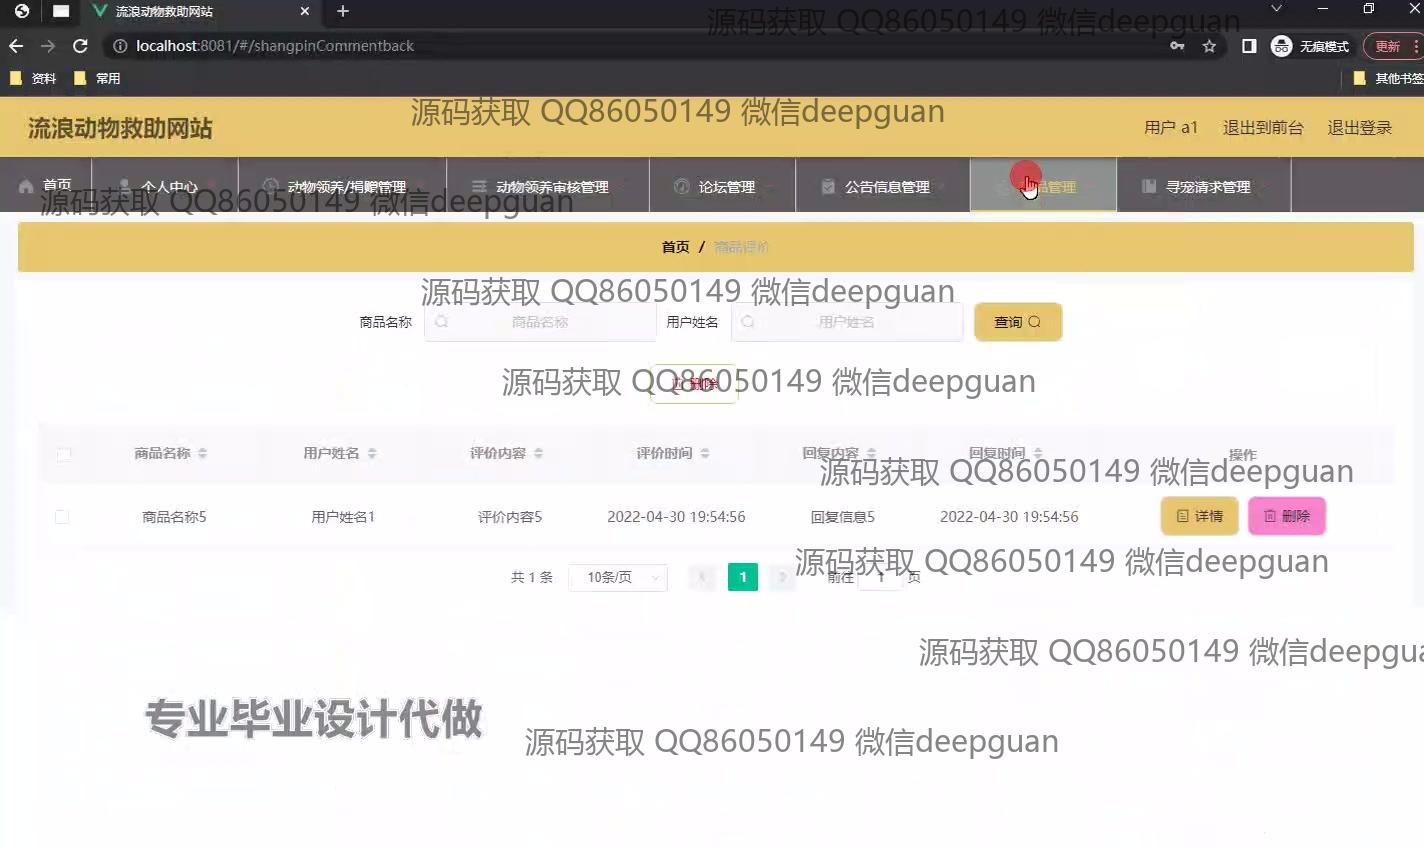 流浪动物救助网站
源码获取 QQ86050149 微信deepguan
localhost:8081/#/shangpinCommentback
无痕模式
更新
资料
常用
其他书签
源码获取 QQ86050149 微信deepguan
流浪动物救助网站
用户 a1
退出到前台
退出登录
首页
个人中心
动物领养/捐赠管理
动物领养审核管理
论坛管理
公告信息管理
品管理
寻宠请求管理
源码获取 QQ86050149 微信deepguan
首页 / 商品评价
源码获取 QQ86050149 微信deepguan
商品名称 商品名称 用户姓名 用户姓名 查询
删除
源码获取 QQ86050149 微信deepguan
商品名称 用户姓名 评价内容 评价时间 回复内容 回复时间 操作
源码获取 QQ86050149 微信deepguan
商品名称5 用户姓名1 评价内容5 2022-04-30 19:54:56 回复信息5 2022-04-30 19:54:56 详情 删除
源码获取 QQ86050149 微信deepguan
共 1 条 10条/页 1 前往 1 页
源码获取 QQ86050149 微信deepgua
专业毕业设计代做
源码获取 QQ86050149 微信deepguan